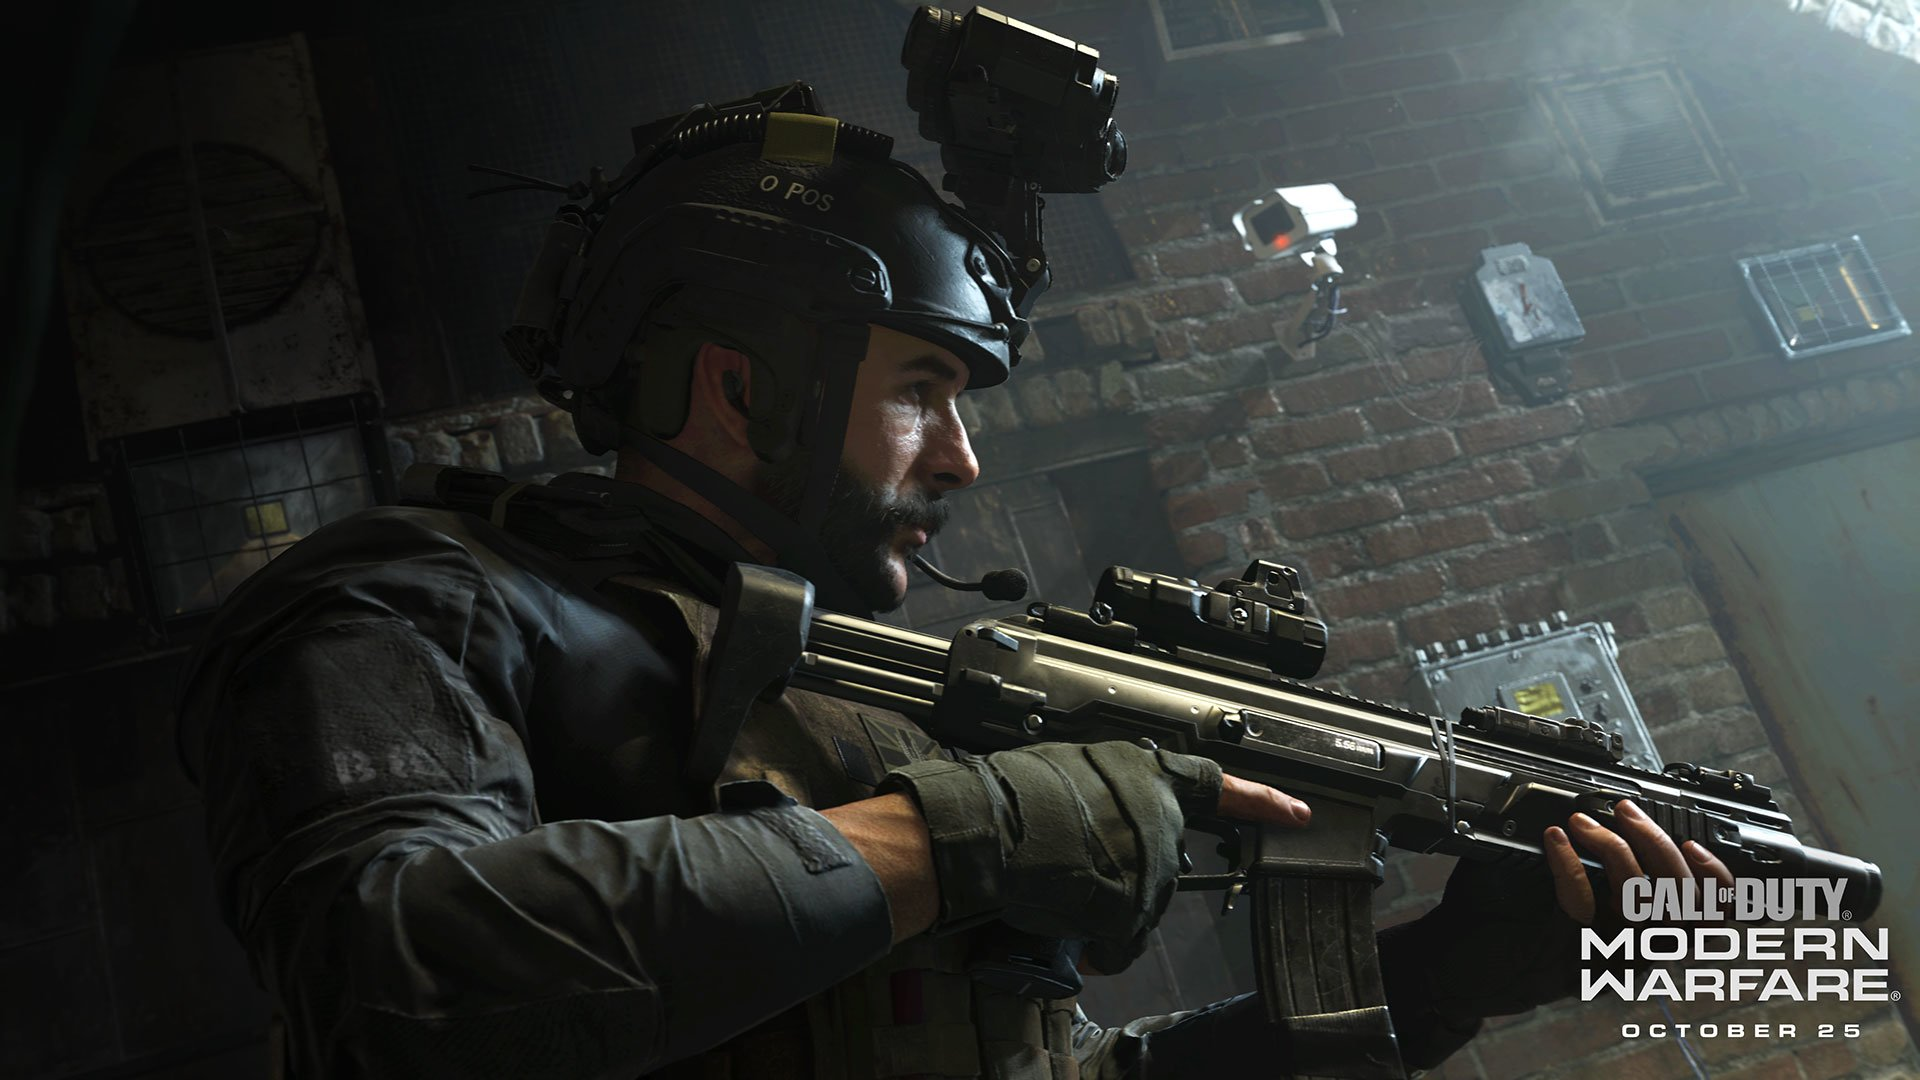 O POS
5.56
CALL OF DUTY®
MODERN
WARFARE®
OCTOBER 25